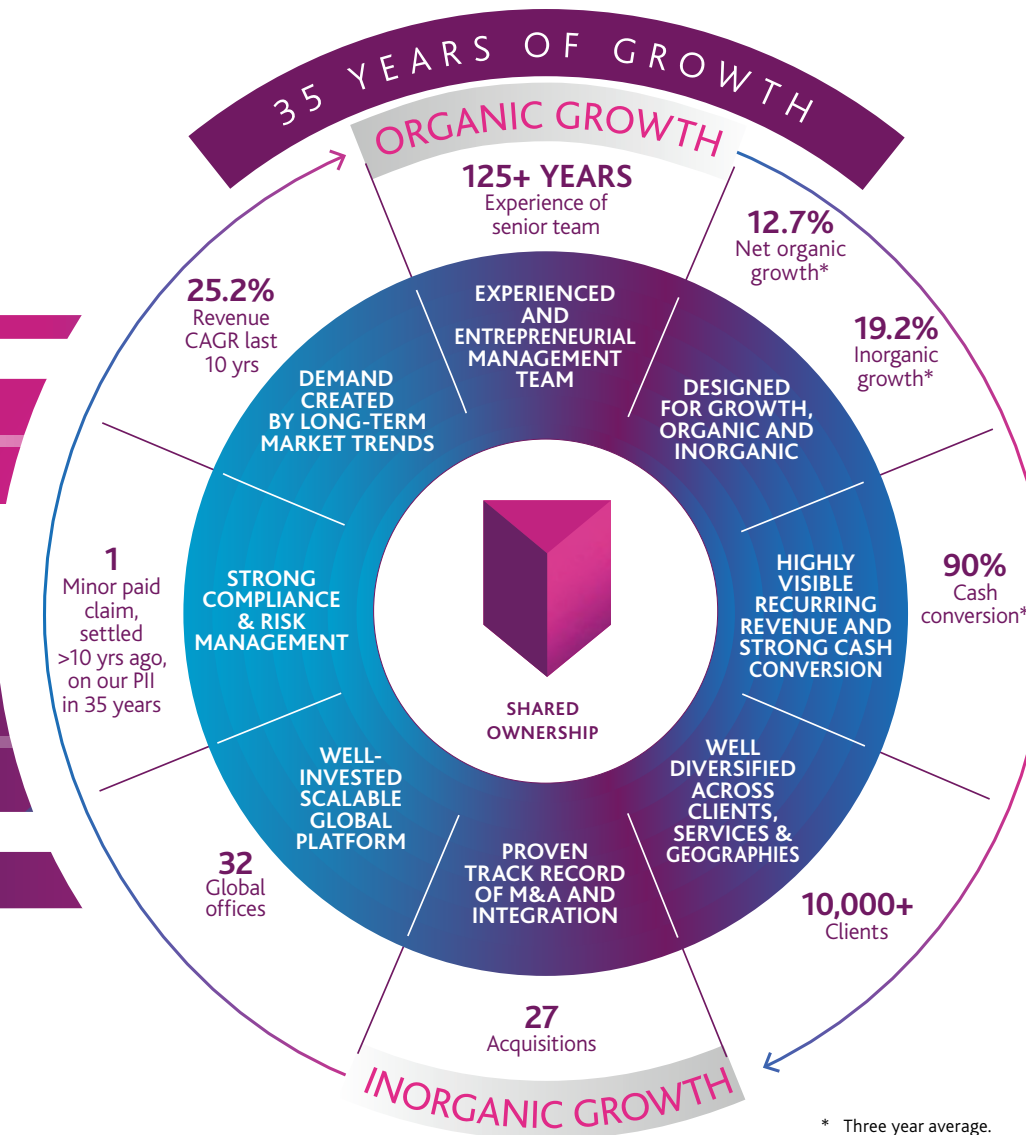 35 YEARS OF GROWTH
ORGANIC GROWTH
125+ YEARS
Experience of
senior team
EXPERIENCED
AND
ENTREPRENEURIAL
MANAGEMENT
TEAM
12.7%
Net organic
growth*
19.2%
Inorganic
growth*
DESIGNED
FOR GROWTH,
ORGANIC AND
INORGANIC
90%
Cash
conversion*
HIGHLY
VISIBLE
RECURRING
REVENUE AND
STRONG CASH
CONVERSION
10,000+
Clients
WELL
DIVERSIFIED
ACROSS
CLIENTS,
SERVICES &
GEOGRAPHIES
27
Acquisitions
PROVEN
TRACK RECORD
OF M&A AND
INTEGRATION
INORGANIC GROWTH
32
Global
offices
WELL-
INVESTED
SCALABLE
GLOBAL
PLATFORM
1
Minor paid
claim,
settled
>10 yrs ago,
on our PII
in 35 years
STRONG
COMPLIANCE
& RISK
MANAGEMENT
25.2%
Revenue
CAGR last
10 yrs
DEMAND
CREATED
BY LONG-TERM
MARKET TRENDS
SHARED
OWNERSHIP
* Three year average.